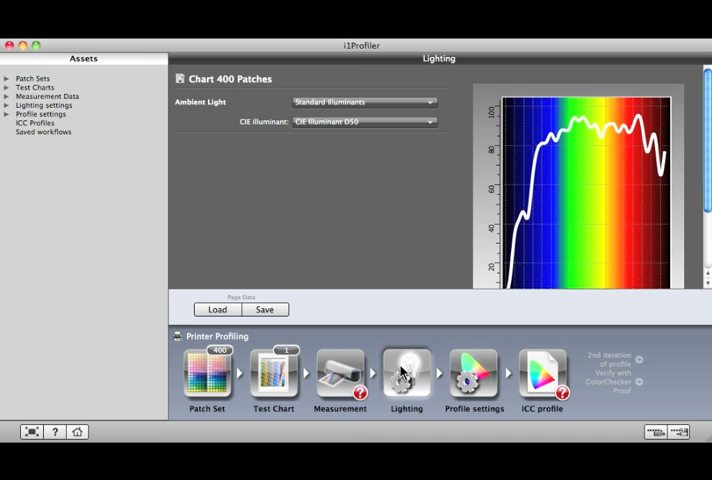 i1Profiler
Assets
Lighting
Patch Sets
Test Charts
Measurement Data
Lighting settings
Profile settings
ICC Profiles
Saved workflows
Chart 400 Patches
Ambient Light
Standard Illuminants
CIE illuminant:
CIE Illuminant D50
100
80
60
40
20
Page Data
Load
Save
Printer Profiling
400
1
Patch Set
Test Chart
Measurement
Lighting
Profile settings
ICC profile
2nd iteration
of profile
Verify with
ColorChecker
Proof
?